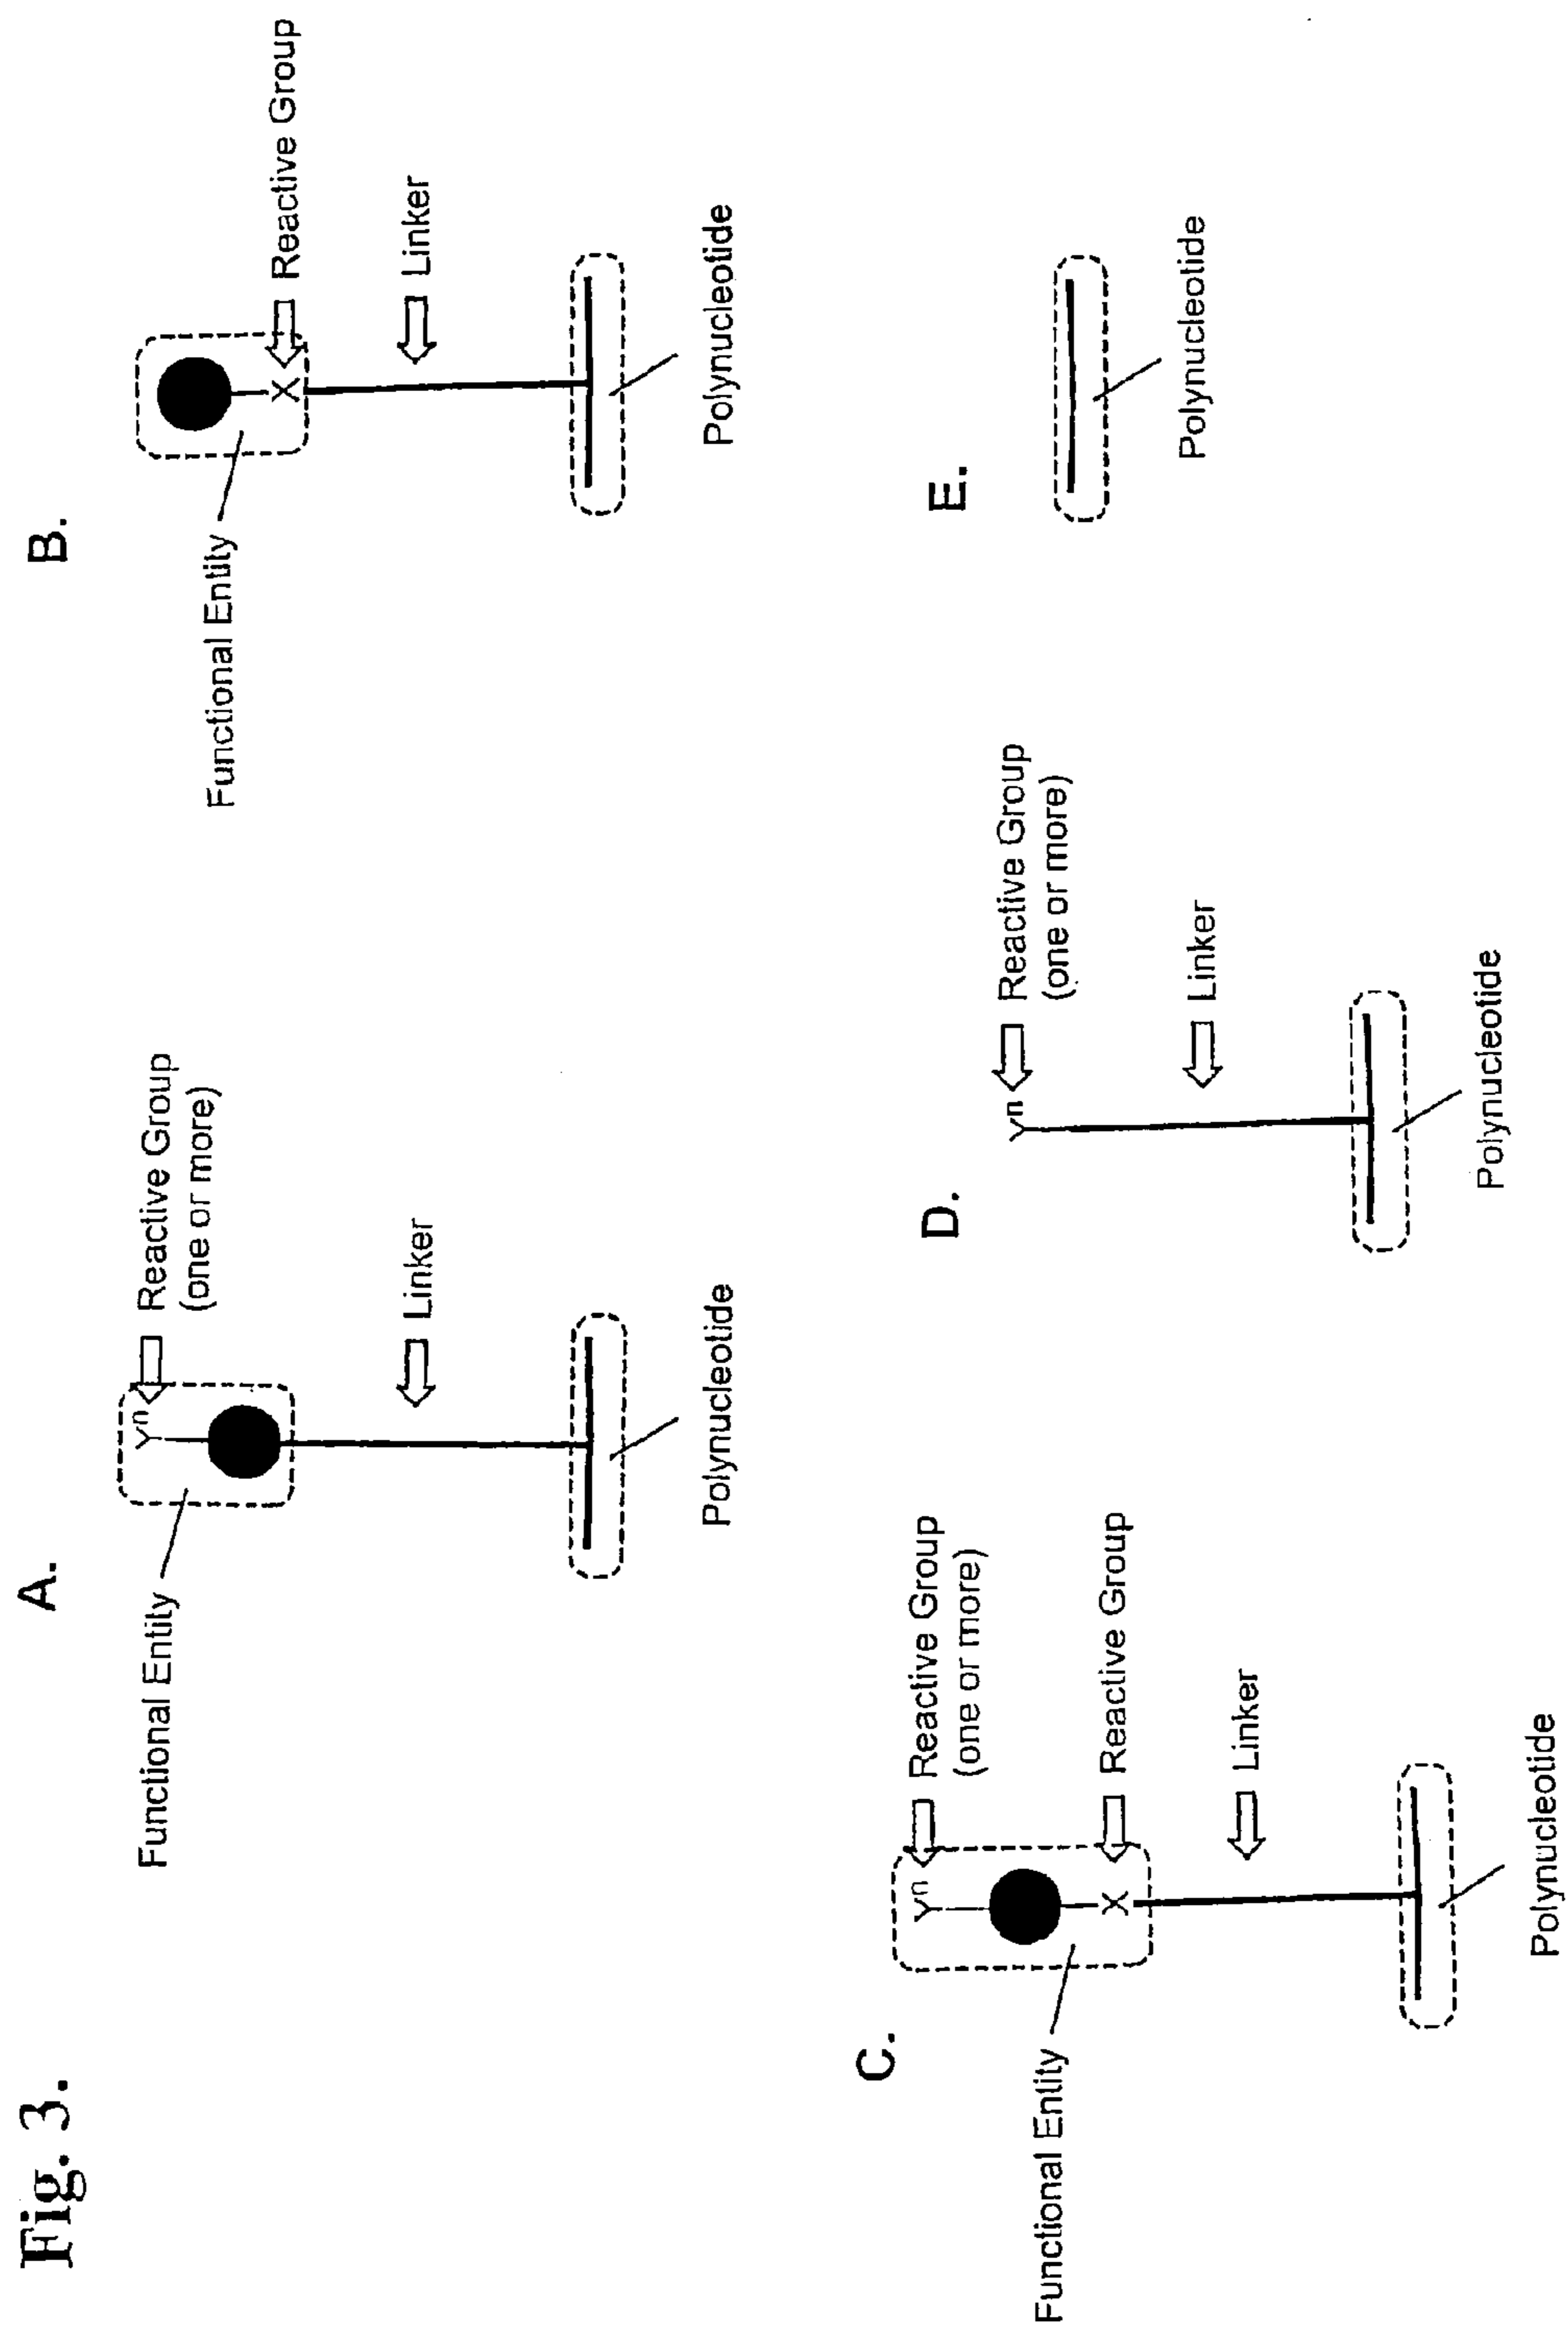 Fig. 3.
A.
Yⁿ
Reactive Group
(one or more)
Functional Entity
Linker
Polynucleotide
B.
Functional Entity
X
Reactive Group
Linker
Polynucleotide
C.
Yⁿ
Reactive Group
(one or more)
X
Reactive Group
Functional Entity
Linker
Polynucleotide
D.
Yⁿ
Reactive Group
(one or more)
Linker
Polynucleotide
E.
Polynucleotide